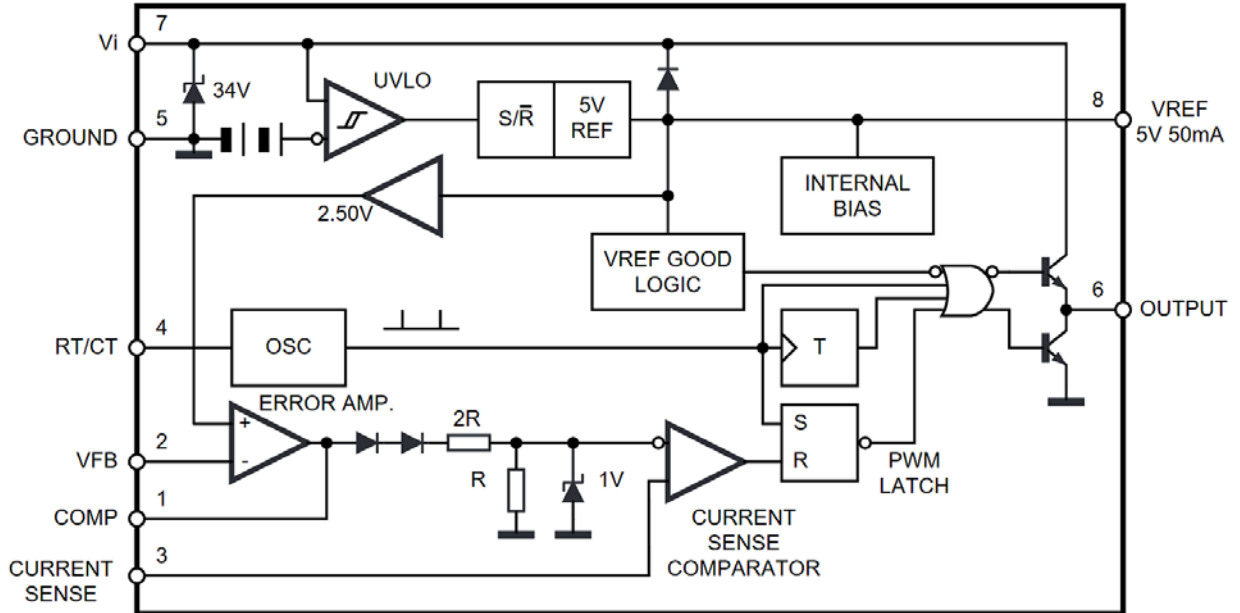 7
Vi
34V
UVLO
5
GROUND
S/R̅
5V
REF
8
VREF
5V 50mA
INTERNAL
BIAS
2.50V
VREF GOOD
LOGIC
6
OUTPUT
4
RT/CT
OSC
T
ERROR AMP.
+
-
2R
S
R
2
VFB
R
1V
PWM
LATCH
1
COMP
CURRENT
SENSE
COMPARATOR
3
CURRENT
SENSE